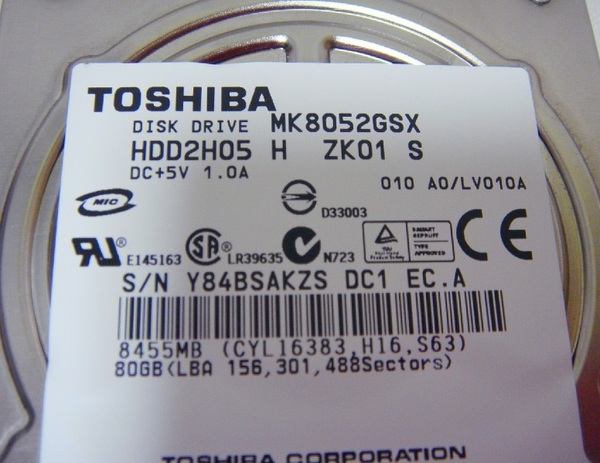 TOSHIBA
DISK DRIVE MK8052GSX
HDD2H05 H ZK01 S
DC+5V 1.0A
010 A0/LV010A
MIC
D33003
E145163 LR39635 N723
CE
S/N Y84BSAKZS DC1 EC.A
8455MB (CYL16383,H16,S63)
80GB(LBA 156,301,488Sectors)
TOSHIBA CORPORATION